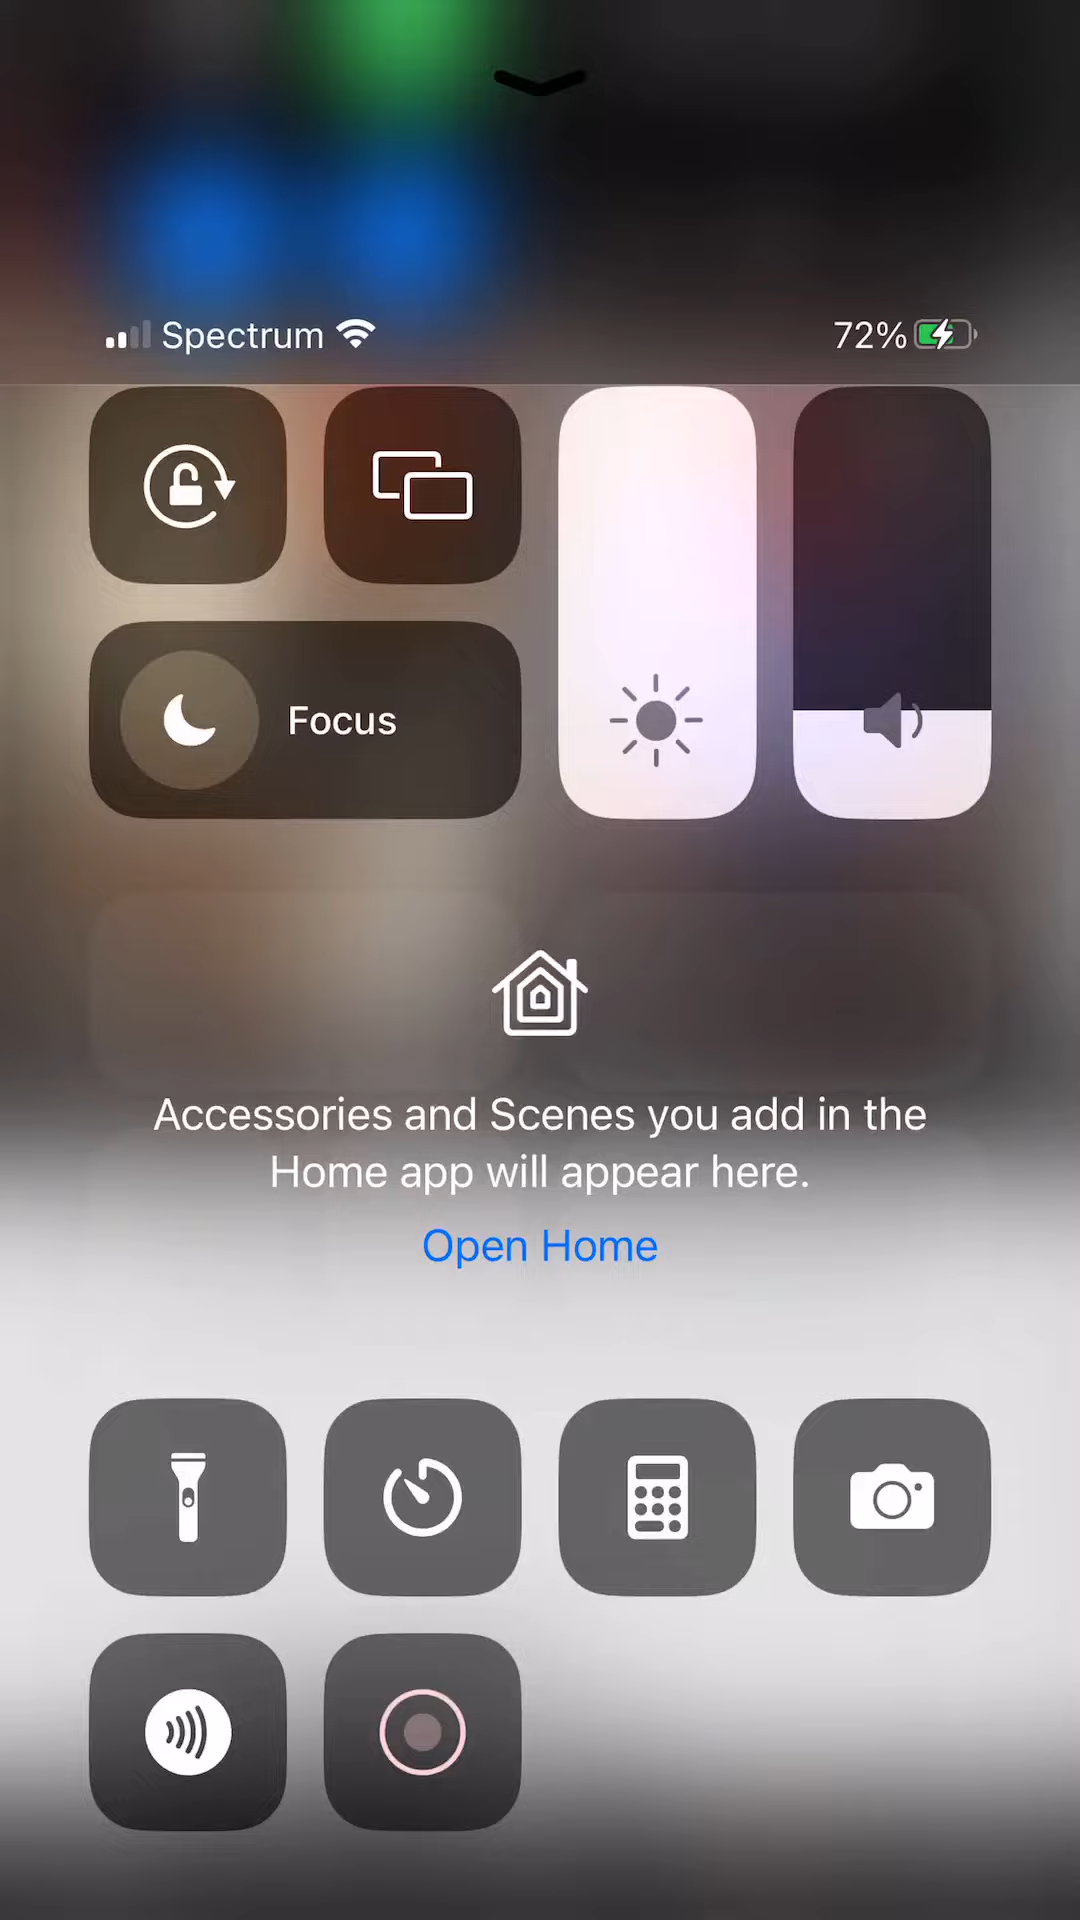 Spectrum
72%
Focus
Accessories and Scenes you add in the
Home app will appear here.
Open Home